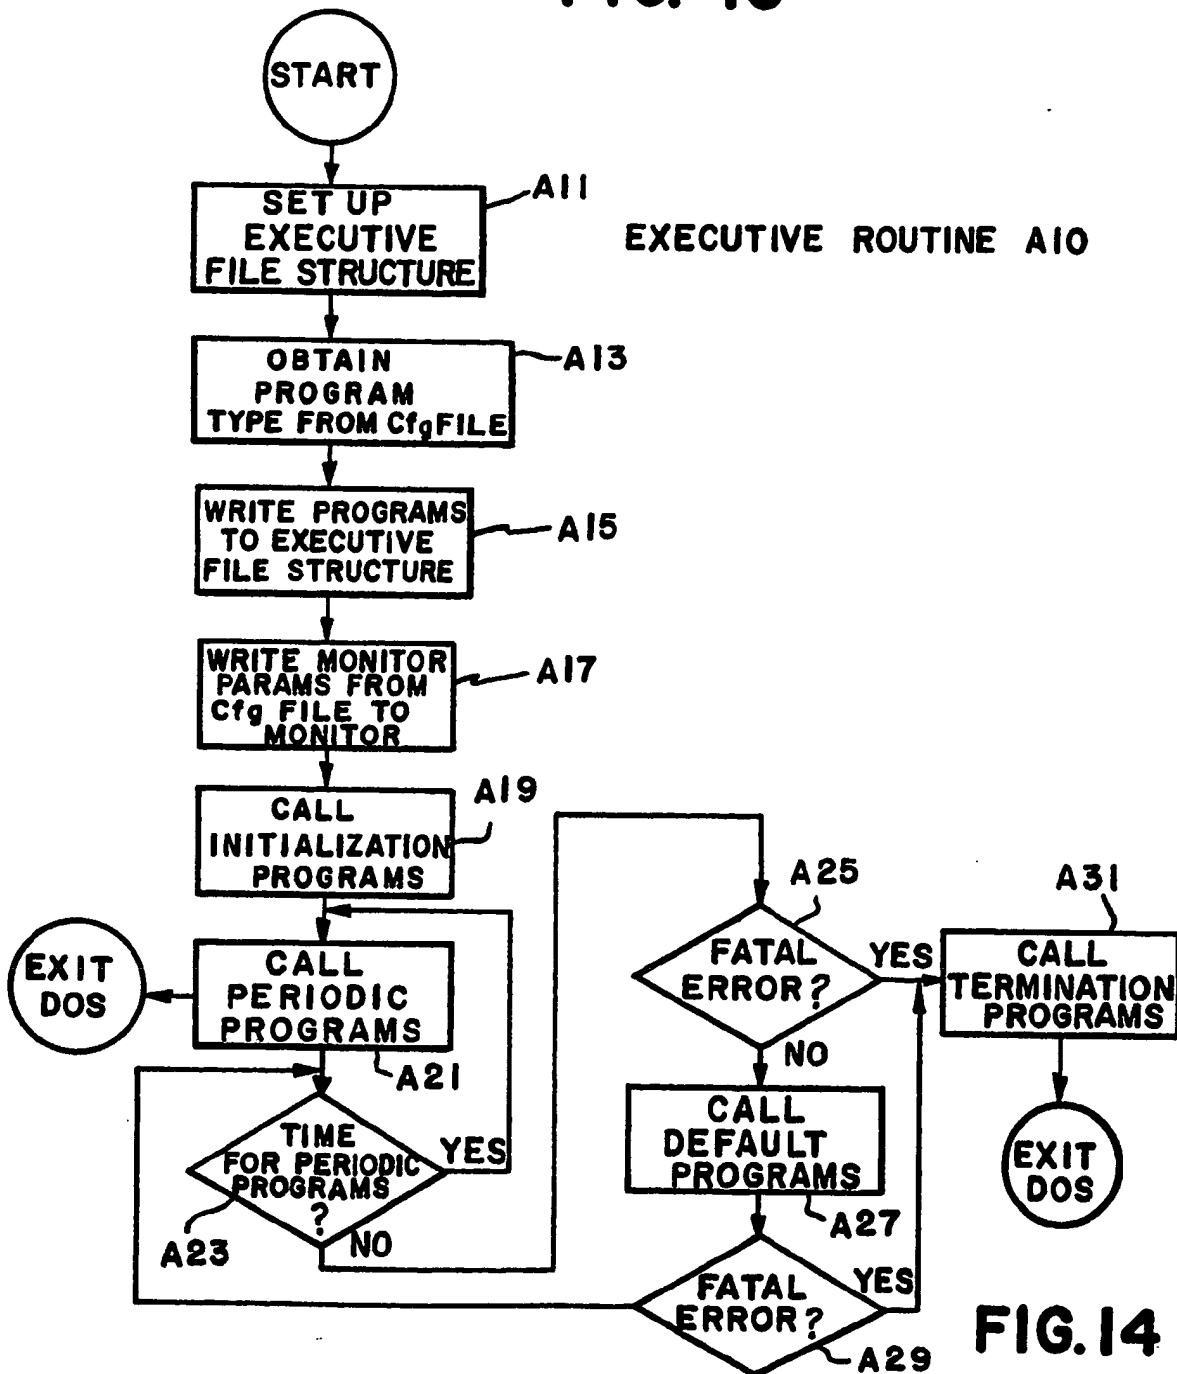 START
A11
SET UP
EXECUTIVE
FILE STRUCTURE
EXECUTIVE ROUTINE A10
A13
OBTAIN
PROGRAM
TYPE FROM Cfg FILE
WRITE PROGRAMS
TO EXECUTIVE
FILE STRUCTURE
A15
WRITE MONITOR
PARAMS FROM
Cfg FILE TO
MONITOR
A17
CALL
INITIALIZATION
PROGRAMS
A19
EXIT
DOS
CALL
PERIODIC
PROGRAMS
A21
TIME
FOR PERIODIC
PROGRAMS
?
YES
A23
NO
A25
FATAL
ERROR?
YES
NO
A31
CALL
TERMINATION
PROGRAMS
EXIT
DOS
CALL
DEFAULT
PROGRAMS
A27
FATAL
ERROR?
YES
A29
FIG. 14